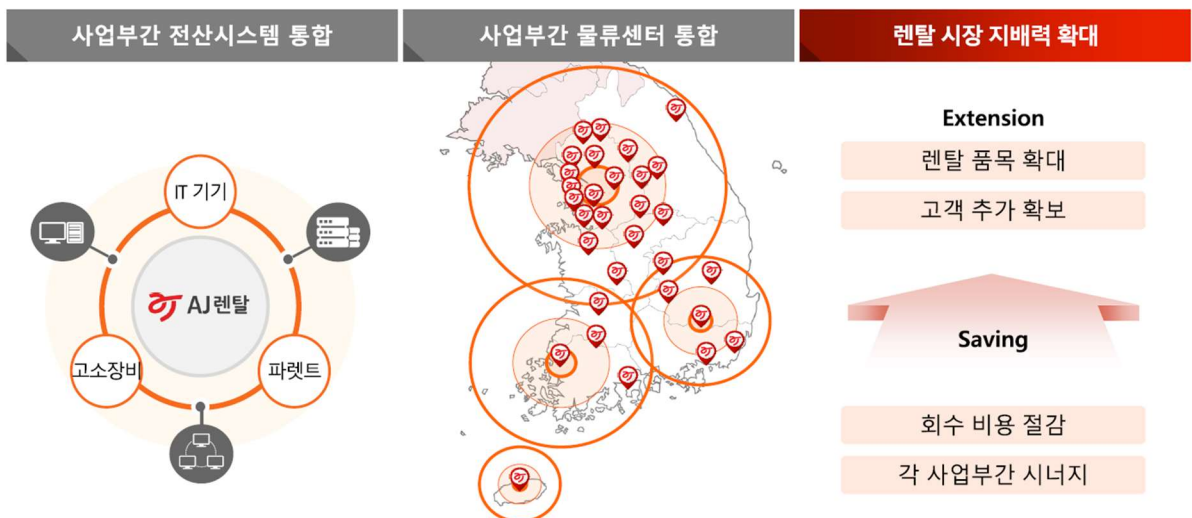 사업부간 전산시스템 통합
사업부간 물류센터 통합
렌탈 시장 지배력 확대
IT 기기
AJ렌탈
고소장비
파렛트
Extension
렌탈 품목 확대
고객 추가 확보
Saving
회수 비용 절감
각 사업부간 시너지